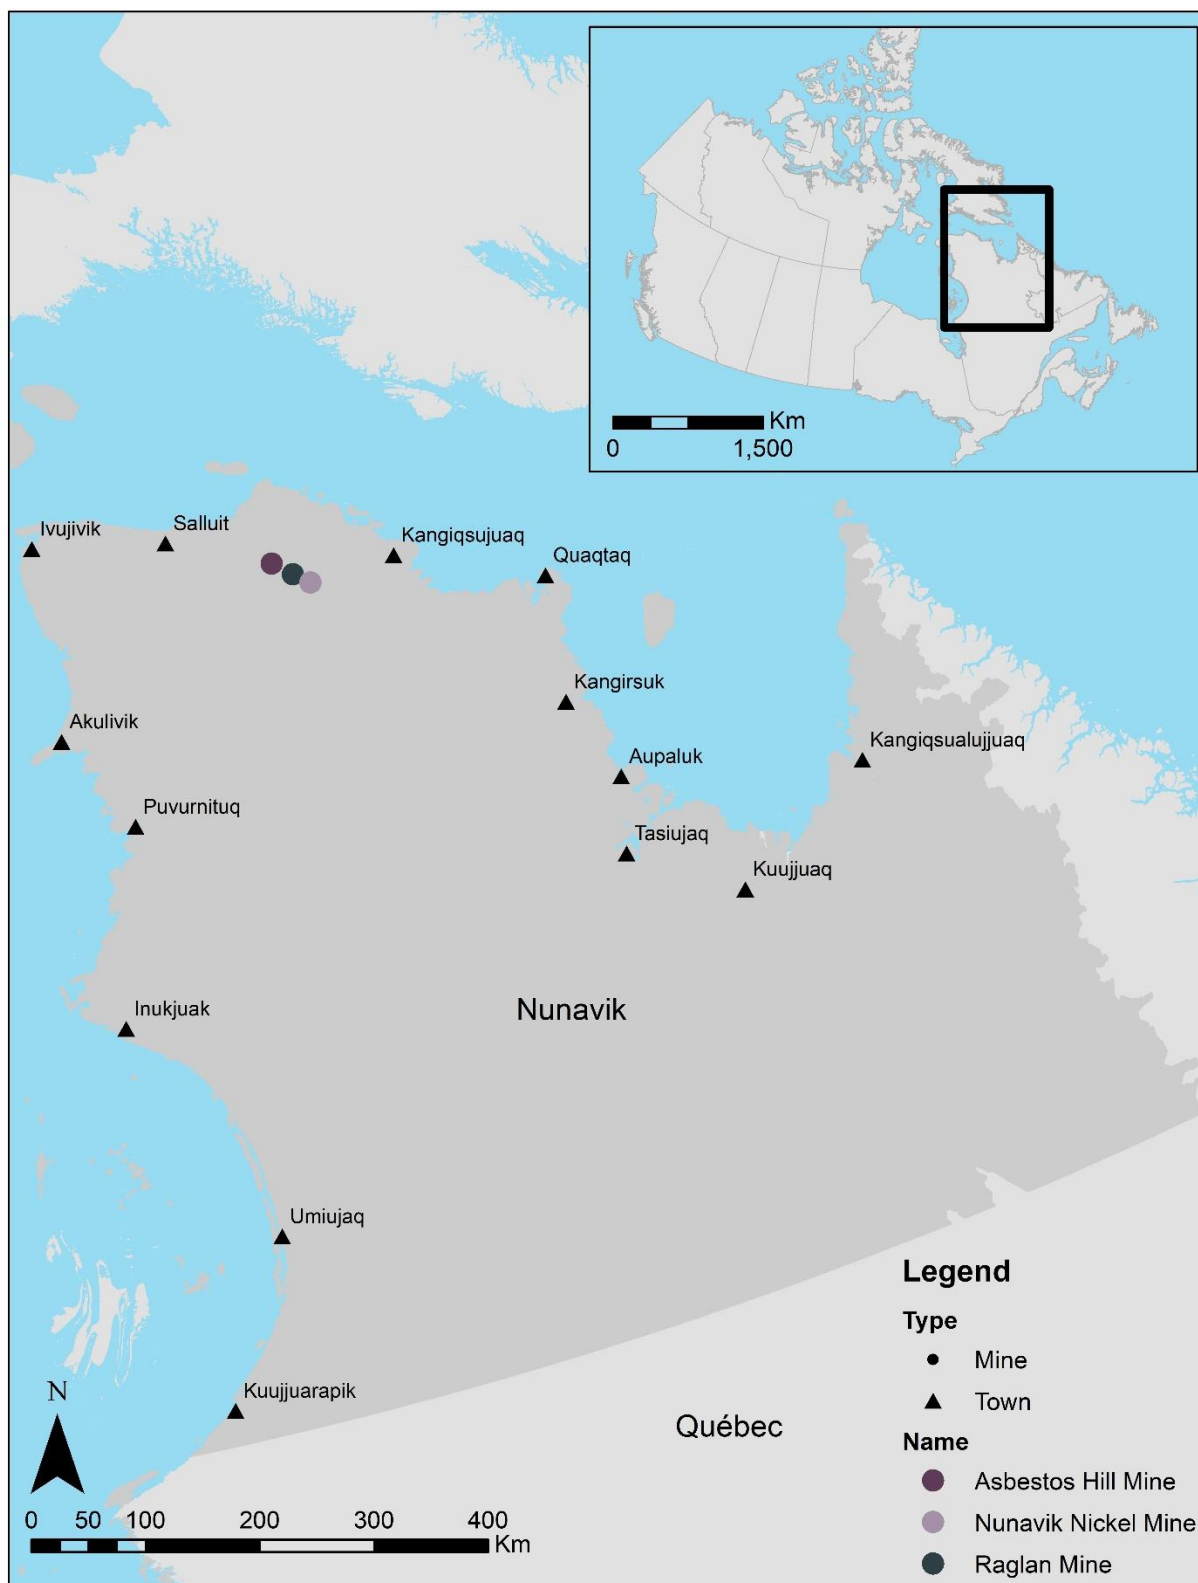 Km
0 1,500
Ivujivik
Salluit
Kangiqsujuaq
Quaqtaq
Kangirsuk
Akulivik
Kangiqsualujjuaq
Aupaluk
Puvurnituq
Tasiujaq
Kuujjuaq
Inukjuak
Nunavik
Umiujaq
Kuujjuarapik
Québec
Legend
Type
Mine
Town
Name
Asbestos Hill Mine
Nunavik Nickel Mine
Raglan Mine
N
0 50 100 200 300 400
Km